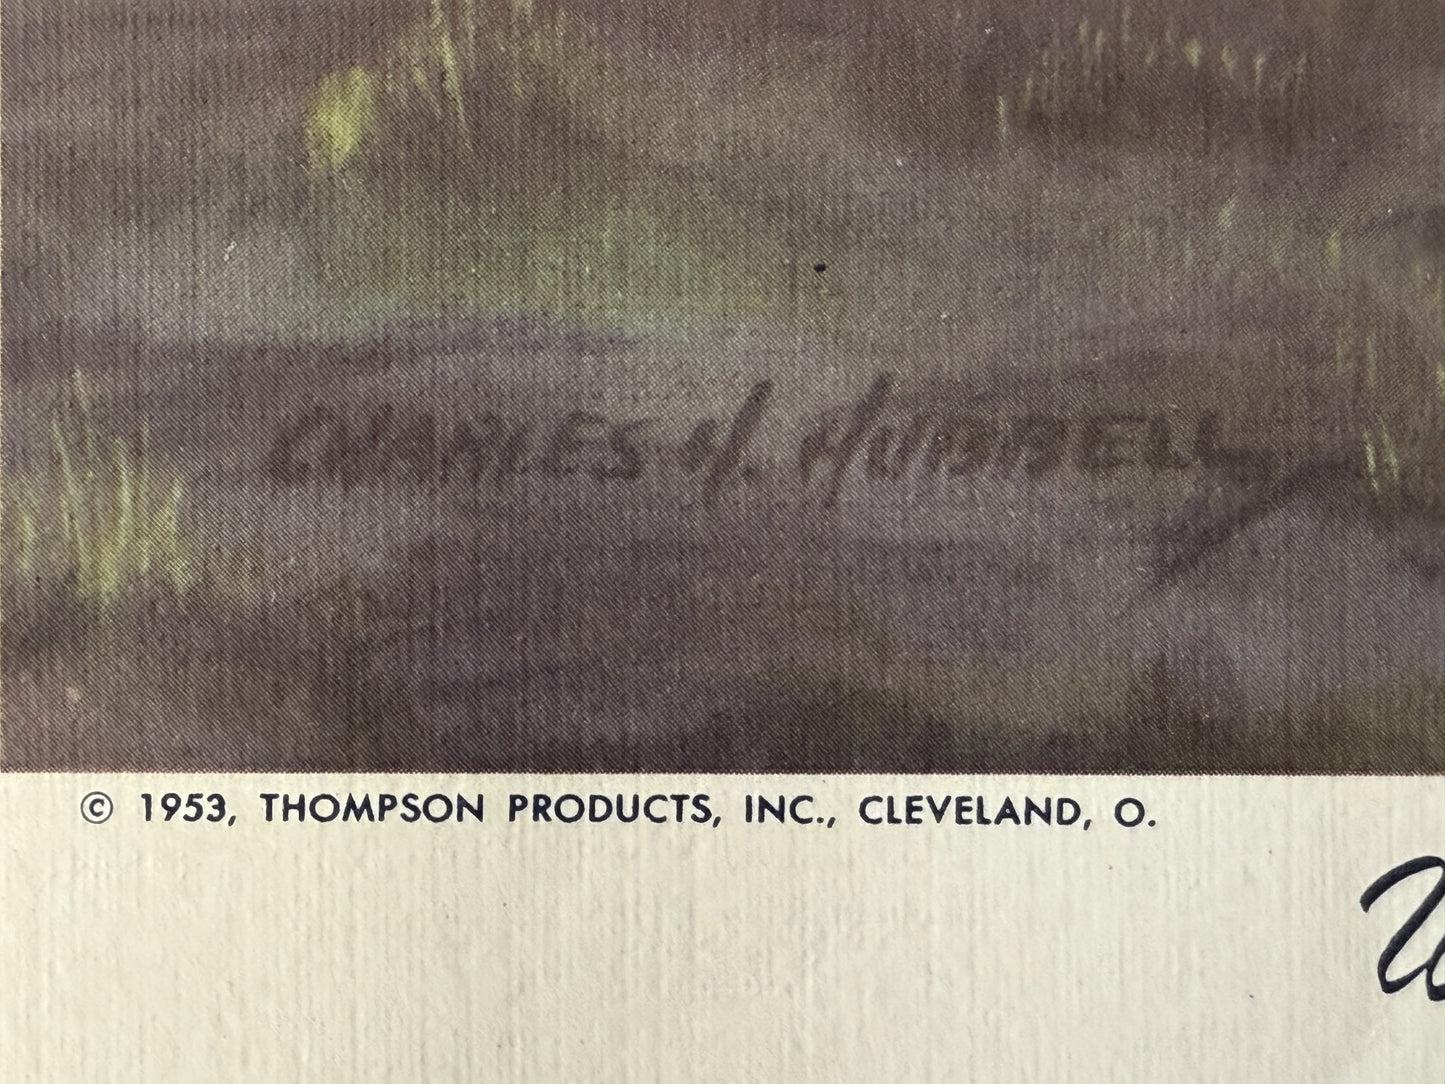 CHARLES H. HUBBELL
© 1953, THOMPSON PRODUCTS, INC., CLEVELAND, O.